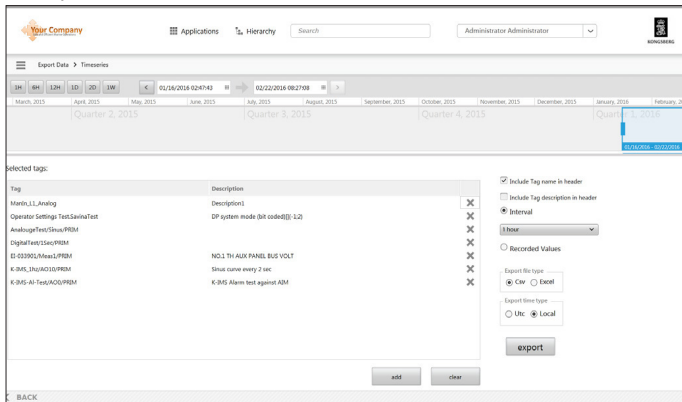 Your Company
Applications
Hierarchy
Search
Administrator Administrator
KONGSBERG
Export Data > Timeseries
1H 6H 12H 1D 2D 1W < 01/16/2016 02:47:43 02/22/2016 08:27:08 >
March, 2015 April, 2015 May, 2015 June, 2015 July, 2015 August, 2015 September, 2015 October, 2015 November, 2015 December, 2015 January, 2016 February, 2
Quarter 2, 2015 Quarter 3, 2015 Quarter 4, 2015 Quarter 1, 2016
01/16/2016 - 02/22/2016
Selected tags:
Tag Description
ManIn_L1_Analog Description1
Operator Settings Test.SavinaTest DP system mode (bit coded)[](-1:2)
AnalougeTest/Sinus/PRIM
DigitalTest/1Sec/PRIM
EI-033901/Meas1/PRIM NO.1 TH AUX PANEL BUS VOLT
K-IMS_1hz/AO10/PRIM Sinus curve every 2 sec
K-IMS-AI-Test/AO0/PRIM K-IMS Alarm test against AIM
Include Tag name in header
Include Tag description in header
Interval
1 hour
Recorded Values
Export file type
Csv Excel
Export time type
Utc Local
export
add clear
BACK